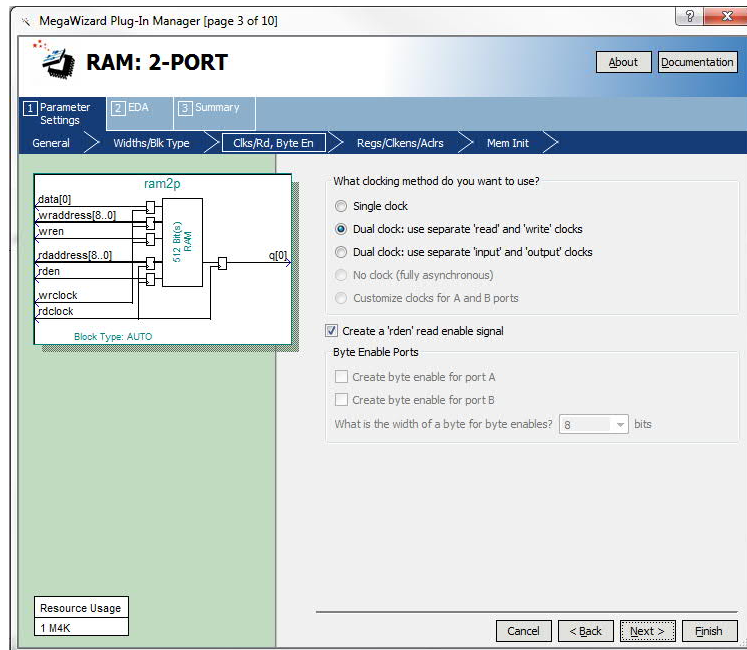 MegaWizard Plug-In Manager [page 3 of 10]
RAM: 2-PORT
About
Documentation
1 Parameter Settings
2 EDA
3 Summary
General
Widths/Blk Type
Clks/Rd, Byte En
Regs/Clkens/Aclrs
Mem Init
ram2p
data[0]
wraddress[8..0]
wren
rdaddress[8..0]
rden
wrclock
rdclock
512 Bit(s)
RAM
q[0]
Block Type: AUTO
What clocking method do you want to use?
Single clock
Dual clock: use separate 'read' and 'write' clocks
Dual clock: use separate 'input' and 'output' clocks
No clock (fully asynchronous)
Customize clocks for A and B ports
Create a 'rden' read enable signal
Byte Enable Ports
Create byte enable for port A
Create byte enable for port B
What is the width of a byte for byte enables? 8 bits
Resource Usage
1 M4K
Cancel
< Back
Next >
Finish